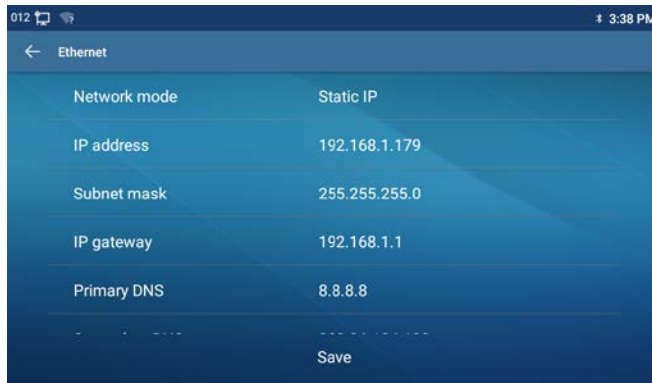 012 3:38 PM
Ethernet
Network mode Static IP
IP address 192.168.1.179
Subnet mask 255.255.255.0
IP gateway 192.168.1.1
Primary DNS 8.8.8.8
Save